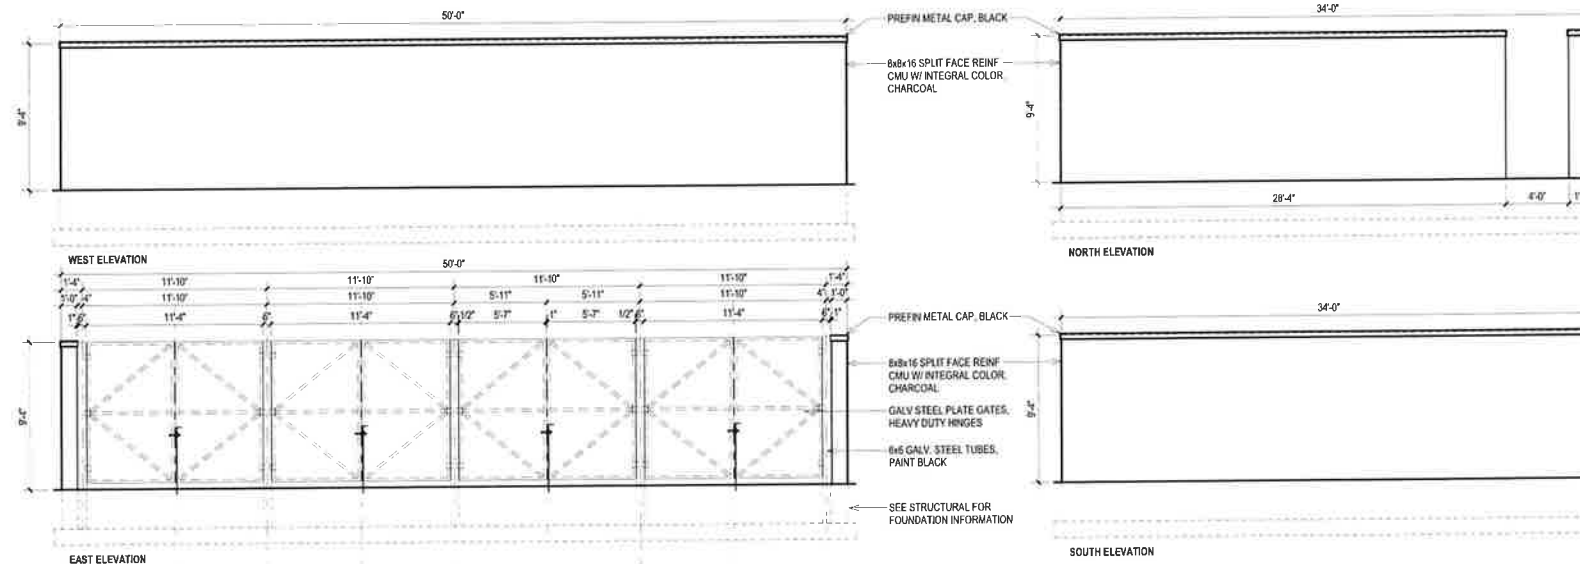 50'-0"
9'-4"
WEST ELEVATION
PREFIN METAL CAP, BLACK
8x8x16 SPLIT FACE REINF
CMU W/ INTEGRAL COLOR
CHARCOAL
34'-0"
9'-4"
28'-4"
4'-0"
NORTH ELEVATION
50'-0"
1'-4" 11'-10" 11'-10" 11'-10" 11'-10" 1'-4"
1'-0" 4" 11'-10" 11'-10" 5'-11" 5'-11" 11'-10" 4" 1'-0"
1" 6" 11'-4" 6" 11'-4" 6" 1/2" 5'-7" 1" 5'-7" 1/2" 6" 11'-4" 6" 1"
9'-4"
EAST ELEVATION
PREFIN METAL CAP, BLACK
8x8x16 SPLIT FACE REINF
CMU W/ INTEGRAL COLOR,
CHARCOAL
GALV STEEL PLATE GATES,
HEAVY DUTY HINGES
6x6 GALV. STEEL TUBES,
PAINT BLACK
SEE STRUCTURAL FOR
FOUNDATION INFORMATION
34'-0"
9'-4"
SOUTH ELEVATION